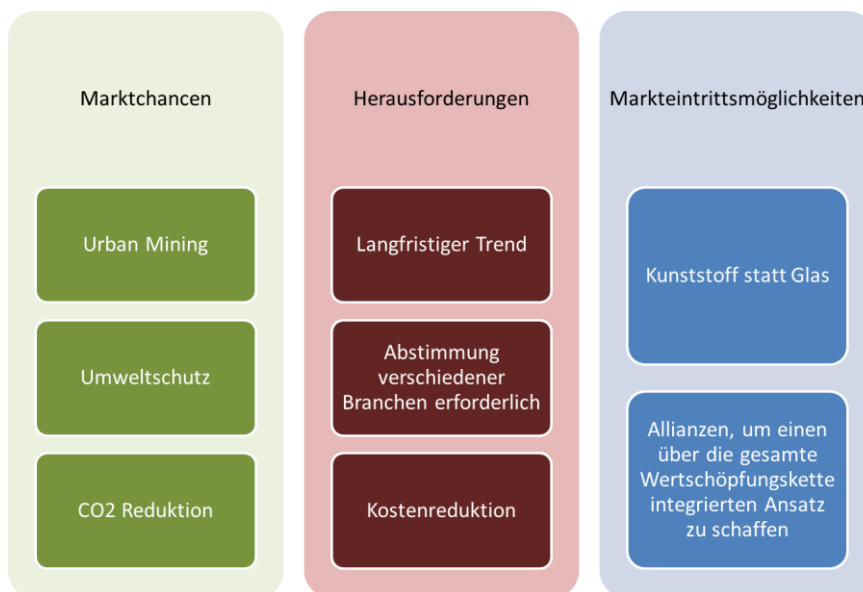 Marktchancen
Urban Mining
Umweltschutz
CO2 Reduktion
Herausforderungen
Langfristiger Trend
Abstimmung
verschiedener
Branchen erforderlich
Kostenreduktion
Markteintrittsmöglichkeiten
Kunststoff statt Glas
Allianzen, um einen
über die gesamte
Wertschöpfungskette
integrierten Ansatz
zu schaffen